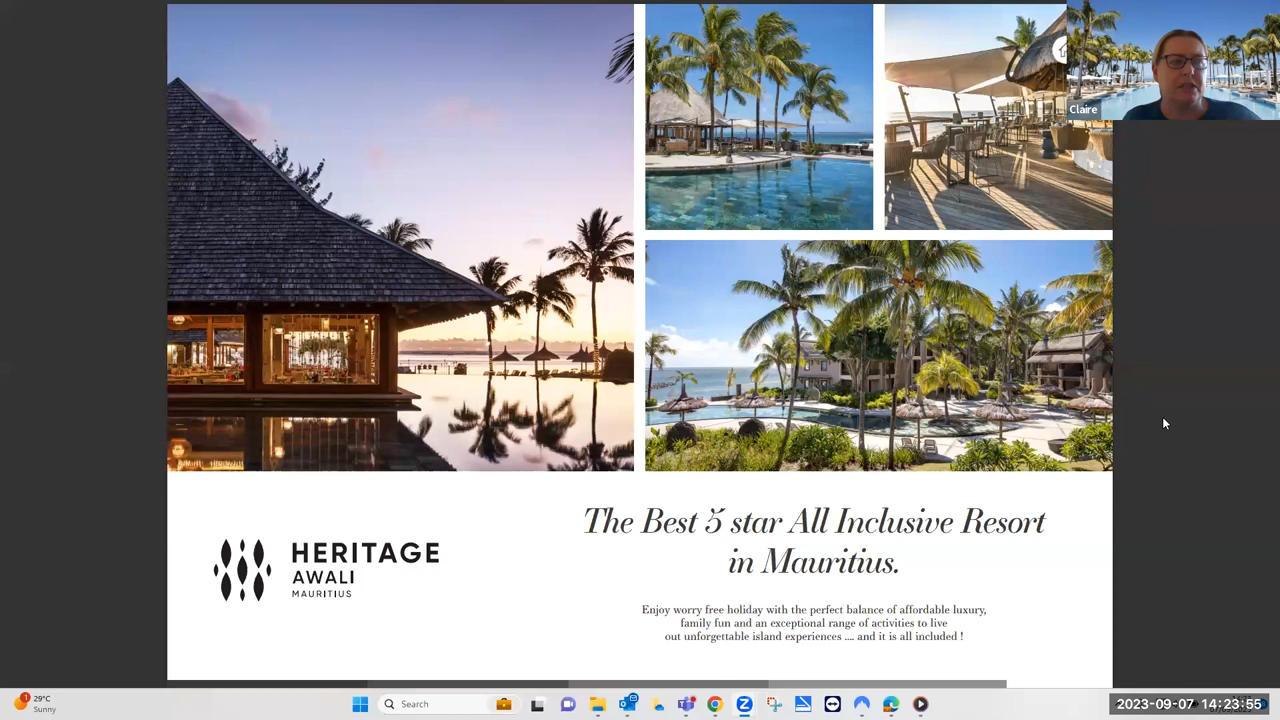 Claire
HERITAGE
AWALI
MAURITIUS
The Best 5 star All Inclusive Resort
in Mauritius.
Enjoy worry free holiday with the perfect balance of affordable luxury,
family fun and an exceptional range of activities to live
out unforgettable island experiences .... and it is all included !
1
29°C
Sunny
Search
2023-09-07 14:23:55